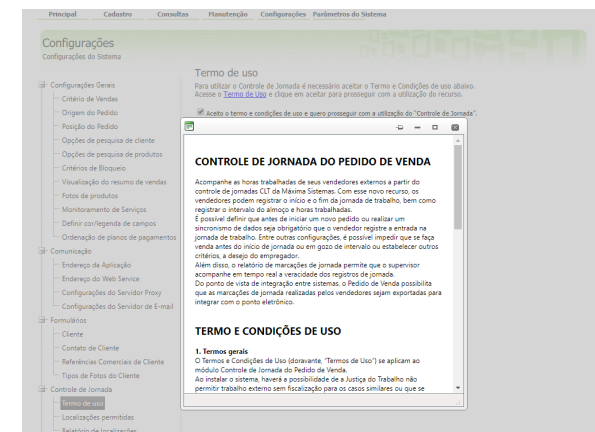 Principal Cadastro Consultas Manutenção Configurações Parâmetros do Sistema
Configurações
Configurações do Sistema
Configurações Gerais
Critério de Vendas
Origem do Pedido
Posição do Pedido
Opções de pesquisa de cliente
Opções de pesquisa de produtos
Critérios de Bloqueio
Visualização do resumo de vendas
Fotos de produtos
Monitoramento de Serviços
Definir cor/legenda de campos
Ordenação de planos de pagamentos
Comunicação
Endereço da Aplicação
Endereço do Web Service
Configurações do Servidor Proxy
Configurações do Servidor de E-mail
Formulários
Cliente
Contato de Cliente
Referências Comerciais de Cliente
Tipos de Fotos do Cliente
Controle de Jornada
Termo de uso
Localizações permitidas
Relatório de localizações
Termo de uso
Para utilizar o Controle de Jornada é necessário aceitar o Termo e Condições de uso abaixo.
Acesse o Termo de Uso e clique em aceitar para prosseguir com a utilização do recurso.
Aceito o termo e condições de uso e quero prosseguir com a utilização do "Controle de Jornada".
CONTROLE DE JORNADA DO PEDIDO DE VENDA
Acompanhe as horas trabalhadas de seus vendedores externos a partir do
controle de jornadas CLT da Máxima Sistemas. Com esse novo recurso, os
vendedores podem registrar o início e o fim da jornada de trabalho, bem como
registrar o intervalo do almoço e horas trabalhadas.
É possível definir que antes de iniciar um novo pedido ou realizar um
sincronismo de dados seja obrigatório que o vendedor registre a entrada na
jornada de trabalho. Entre outras configurações, é possível impedir que se faça
venda antes do início de jornada ou em gozo de intervalo ou estabelecer outros
critérios, a desejo do empregador.
Além disso, o relatório de marcações de jornada permite que o supervisor
acompanhe em tempo real a veracidade dos registros de jornada.
Do ponto de vista de integração entre sistemas, o Pedido de Venda possibilita
que as marcações de jornada realizadas pelos vendedores sejam exportadas para
integrar com o ponto eletrônico.
TERMO E CONDIÇÕES DE USO
1. Termos gerais
O Termos e Condições de Uso (doravante, "Termos de Uso") se aplicam ao
módulo Controle de Jornada do Pedido de Venda.
Ao instalar o sistema, haverá a possibilidade de a Justiça do Trabalho não
permitir trabalho externo sem fiscalização para os casos similares ou que se